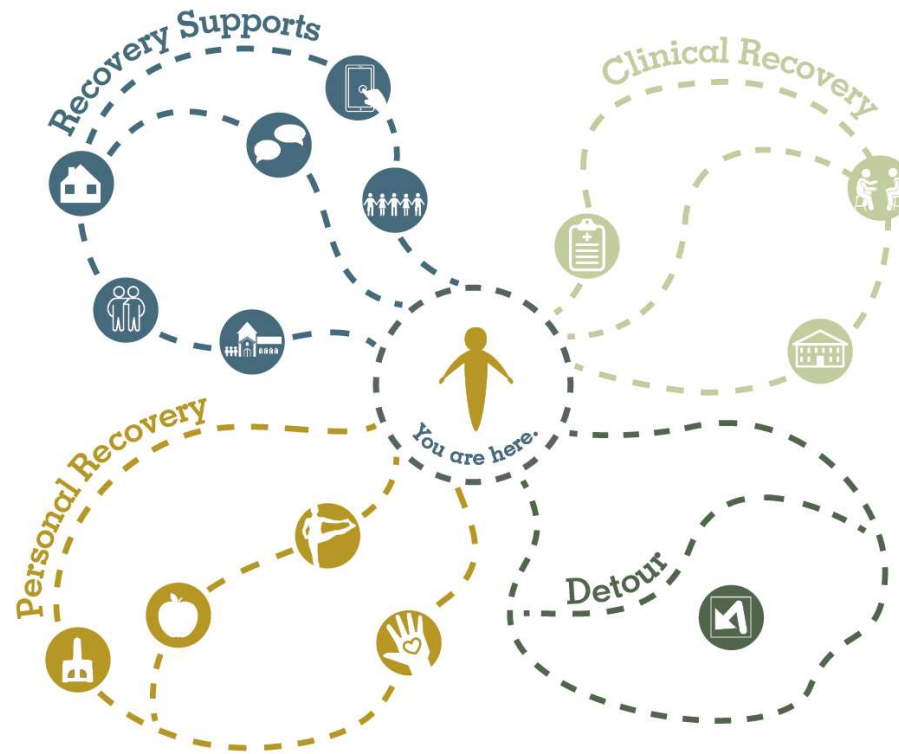 Recovery Supports
Clinical Recovery
You are here.
Personal Recovery
Detour